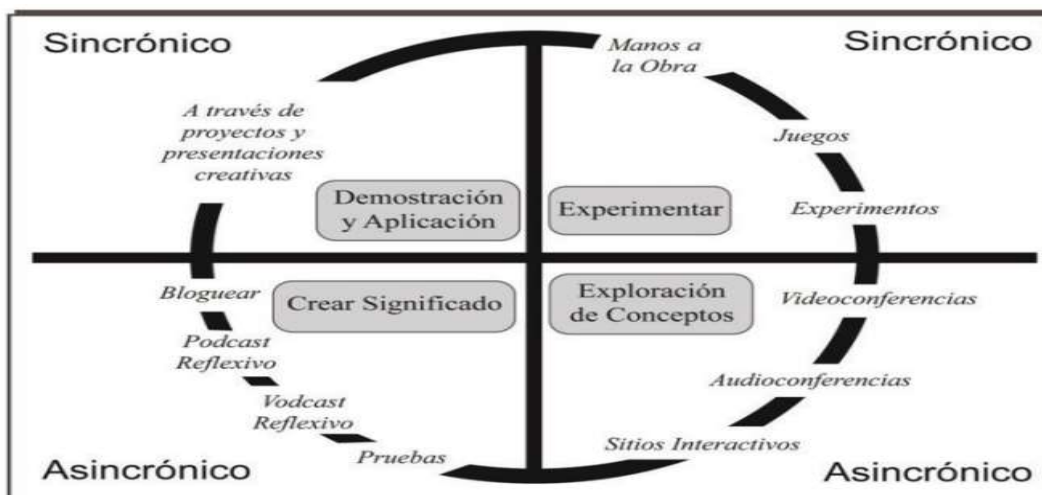 Sincrónico
Sincrónico
Manos a
la Obra
A través de
proyectos y
presentaciones
creativas
Juegos
Demostración
y Aplicación
Experimentar
Experimentos
Bloguear
Crear Significado
Exploración
de Conceptos
Videoconferencias
Podcast
Reflexivo
Vodcast
Reflexivo
Audioconferencias
Pruebas
Sitios Interactivos
Asincrónico
Asincrónico